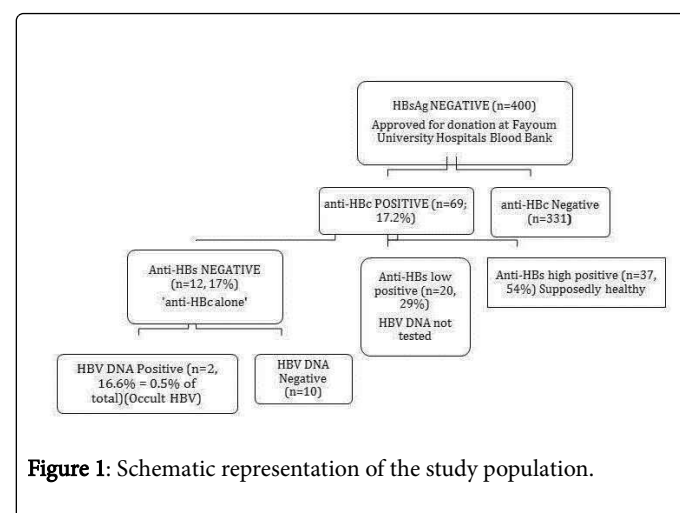 HBsAg NEGATIVE (n=400)
Approved for donation at Fayoum
University Hospitals Blood Bank
anti-HBc POSITIVE (n=69;
17.2%)
anti-HBc Negative
(n=331)
Anti-HBs NEGATIVE
(n=12, 17%)
'anti-HBc alone'
Anti-HBs low
positive (n=20,
29%)
HBV DNA not
tested
Anti-HBs high positive (n=37,
54%) Supposedly healthy
HBV DNA Positive (n=2,
16.6% = 0.5% of
total)(Occult HBV)
HBV DNA
Negative
(n=10)
Figure 1: Schematic representation of the study population.